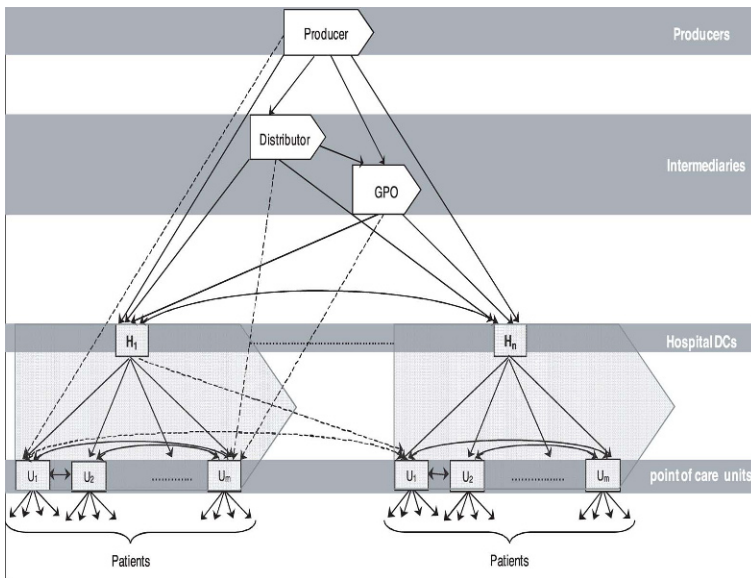 Producer
Producers
Distributor
Intermediaries
GPO
H1
Hn
Hospital DCs
U1
U2
............
Um
U1
U2
............
Um
point of care units
Patients
Patients